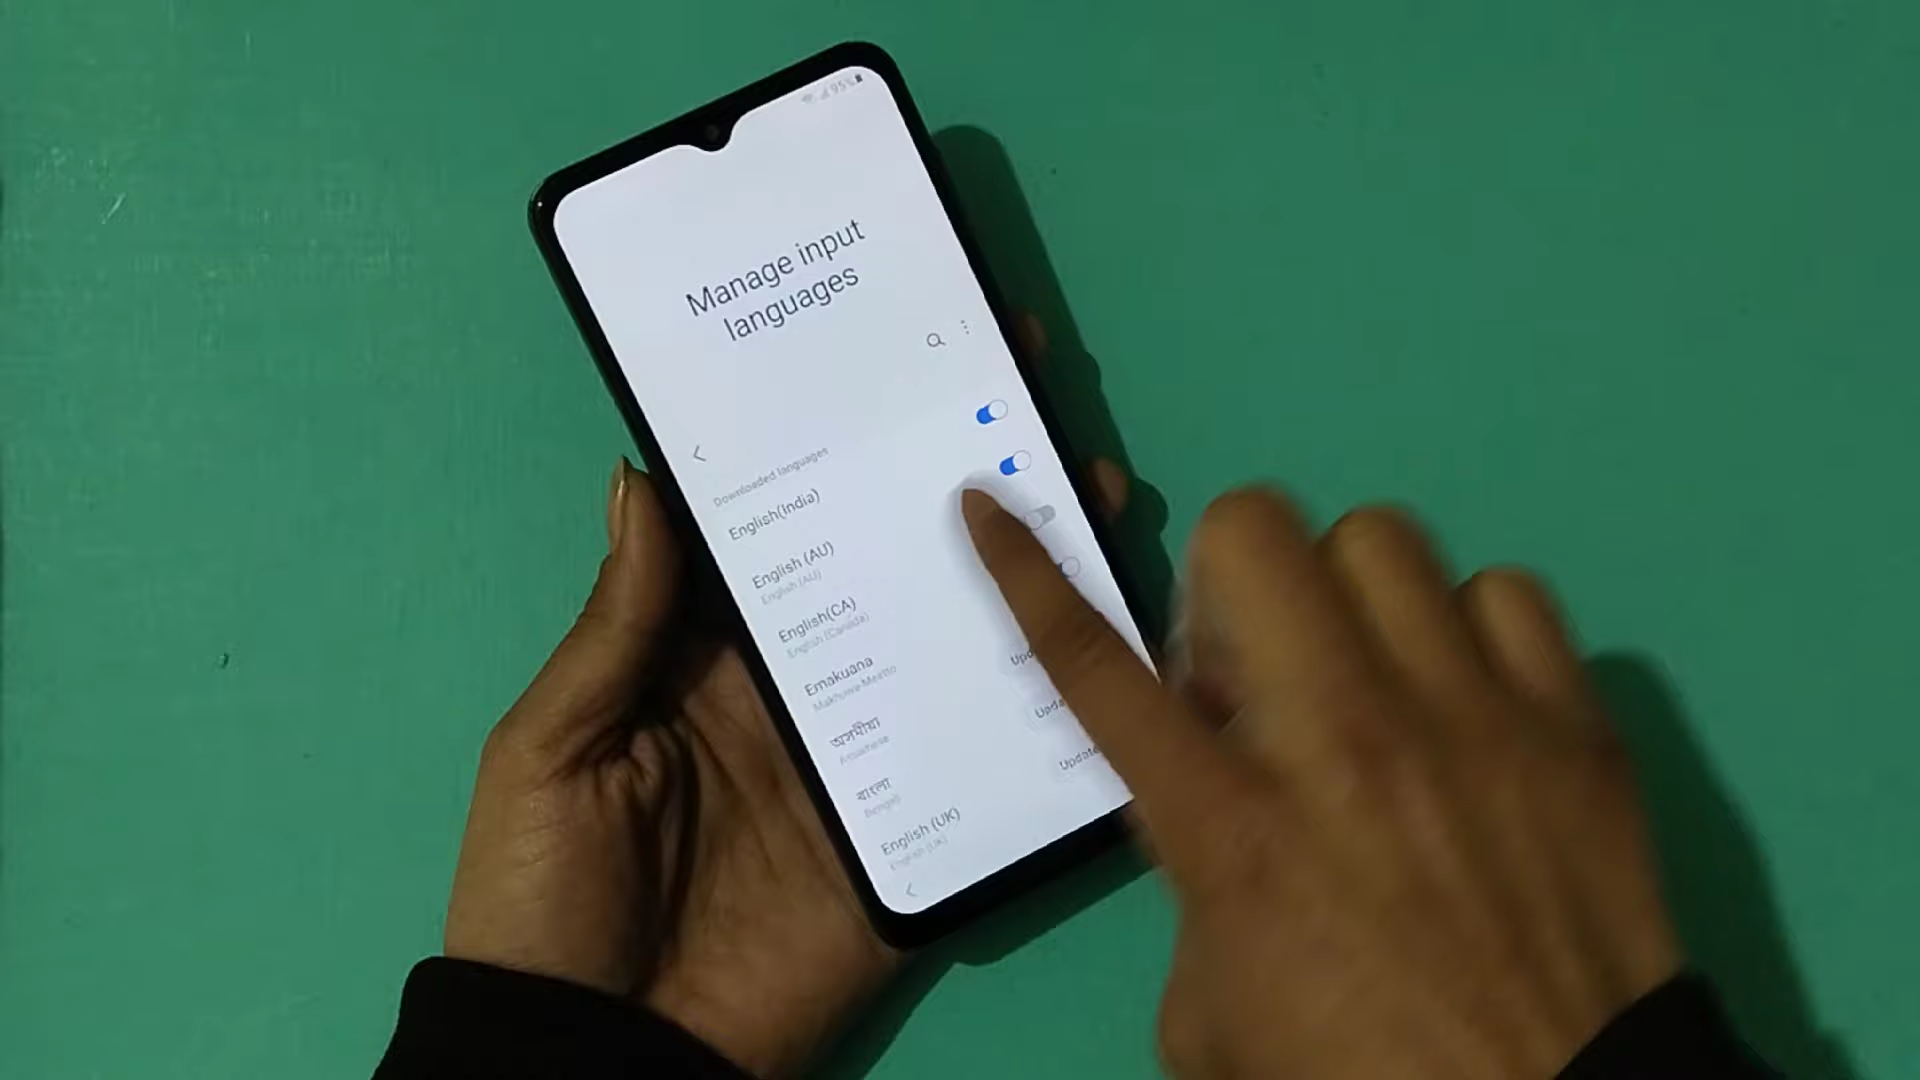 95%
Manage input
languages
Downloaded languages
English(India)
English (AU)
English (AU)
English(CA)
English (Canada)
Emakuana
Makhuwa-Meetto
অসমীয়া
Assamese
বাংলা
Bengali
English (UK)
English (UK)
Update